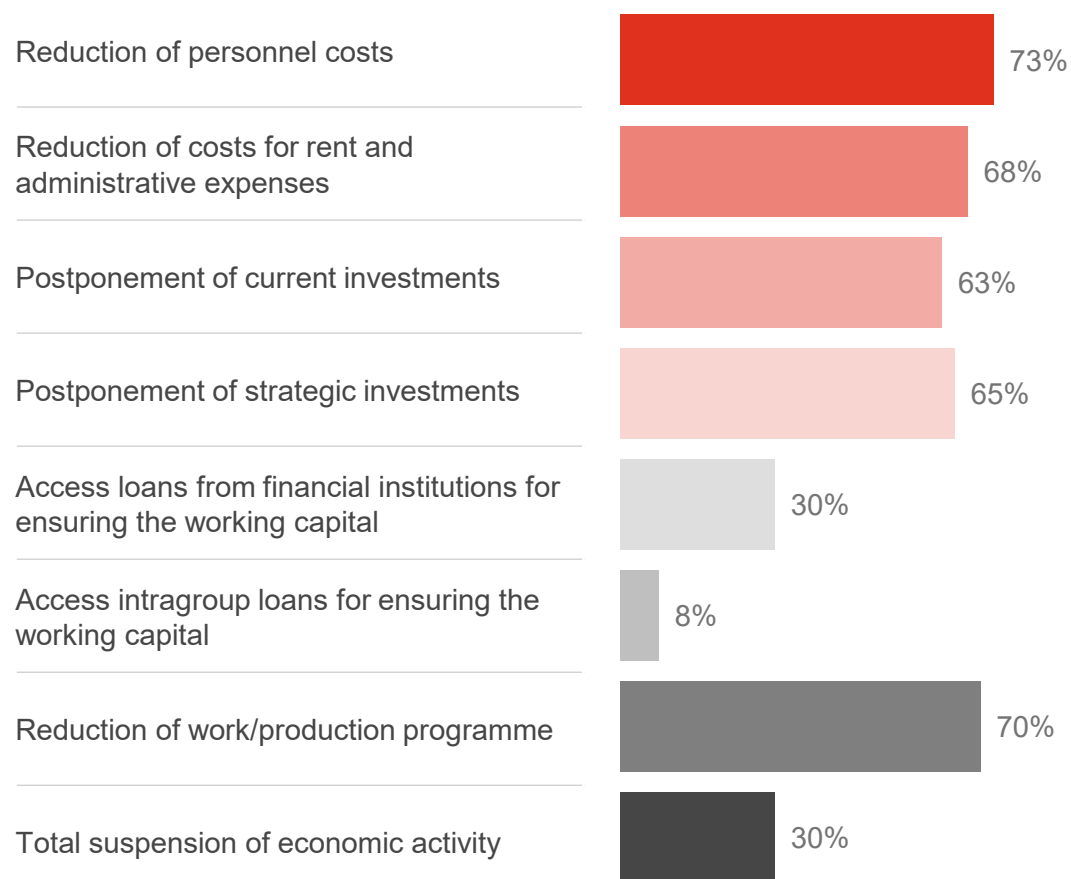 Reduction of personnel costs
73%
Reduction of costs for rent and
administrative expenses
68%
Postponement of current investments
63%
Postponement of strategic investments
65%
Access loans from financial institutions for
ensuring the working capital
30%
Access intragroup loans for ensuring the
working capital
8%
Reduction of work/production programme
70%
Total suspension of economic activity
30%